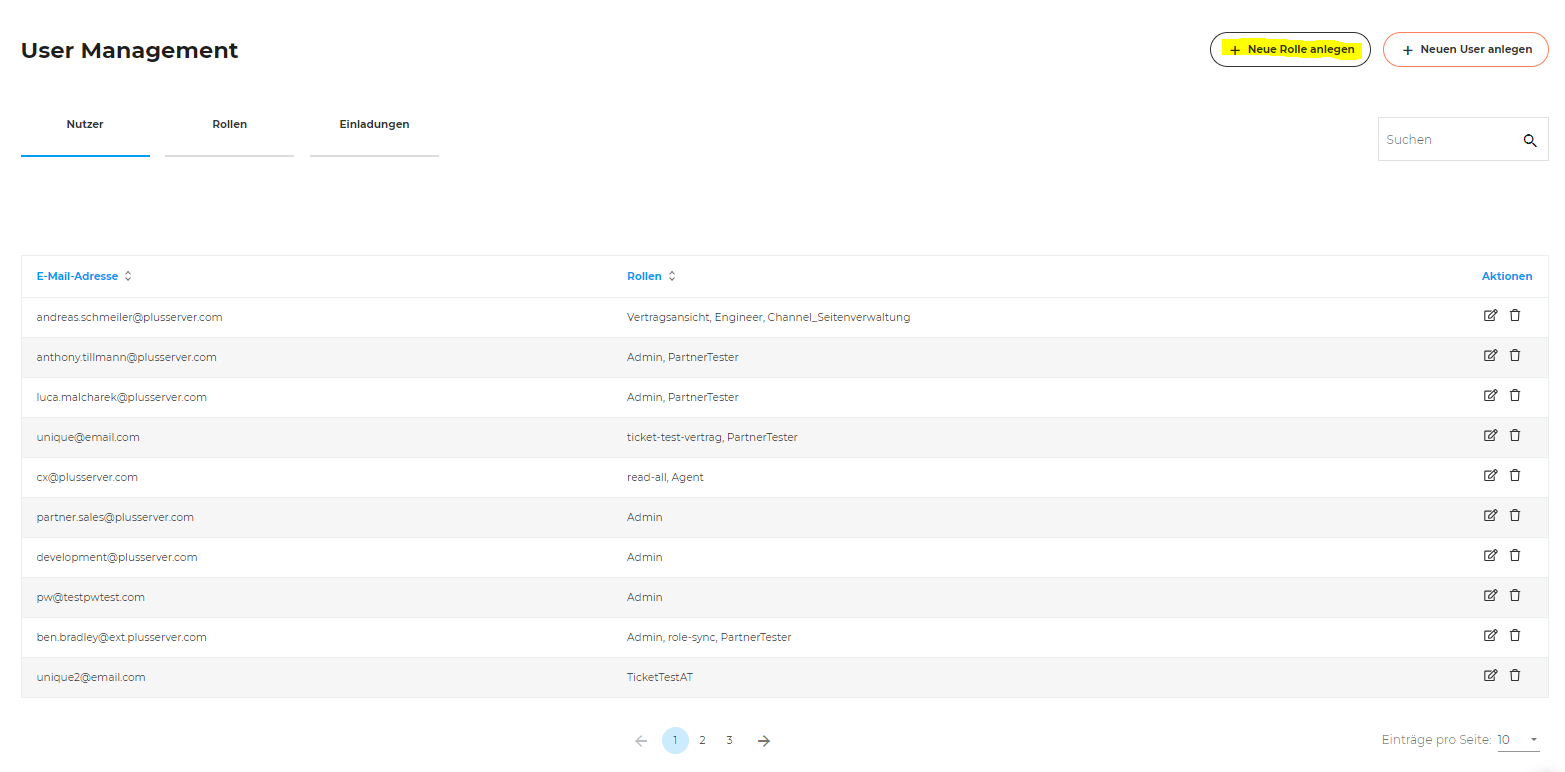 User Management
+ Neue Rolle anlegen
+ Neuen User anlegen
Nutzer Rollen Einladungen
Suchen
E-Mail-Adresse Rollen Aktionen
andreas.schmeiler@plusserver.com Vertragsansicht, Engineer, Channel_Seitenverwaltung
anthony.tillmann@plusserver.com Admin, PartnerTester
luca.malcharek@plusserver.com Admin, PartnerTester
unique@email.com ticket-test-vertrag, PartnerTester
cx@plusserver.com read-all, Agent
partner.sales@plusserver.com Admin
development@plusserver.com Admin
pw@testpwtest.com Admin
ben.bradley@ext.plusserver.com Admin, role-sync, PartnerTester
unique2@email.com TicketTestAT
1 2 3
Einträge pro Seite: 10